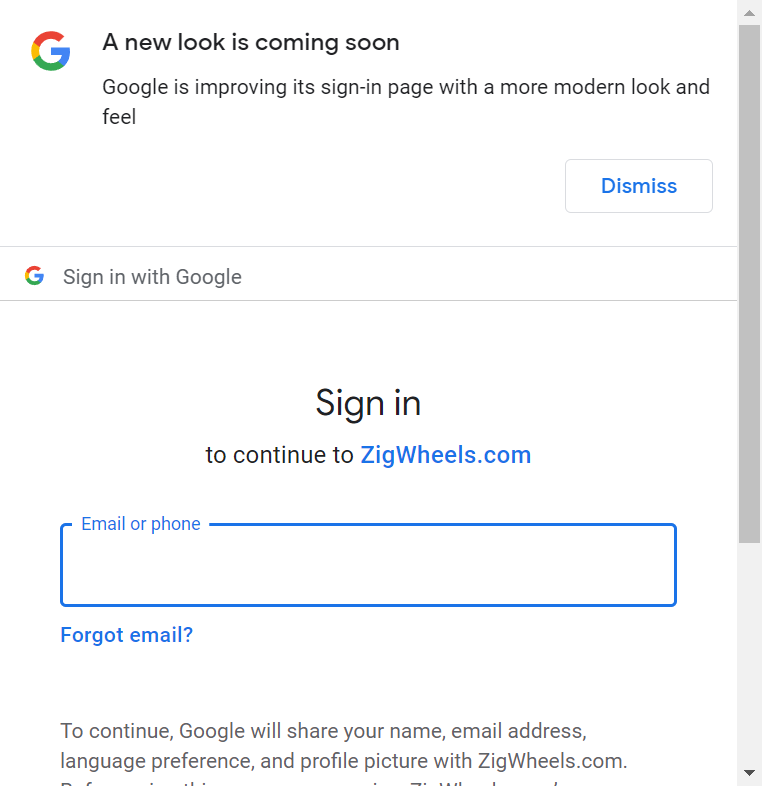 A new look is coming soon
Google is improving its sign-in page with a more modern look and
feel
Dismiss
Sign in with Google
Sign in
to continue to ZigWheels.com
Email or phone
Forgot email?
To continue, Google will share your name, email address,
language preference, and profile picture with ZigWheels.com.